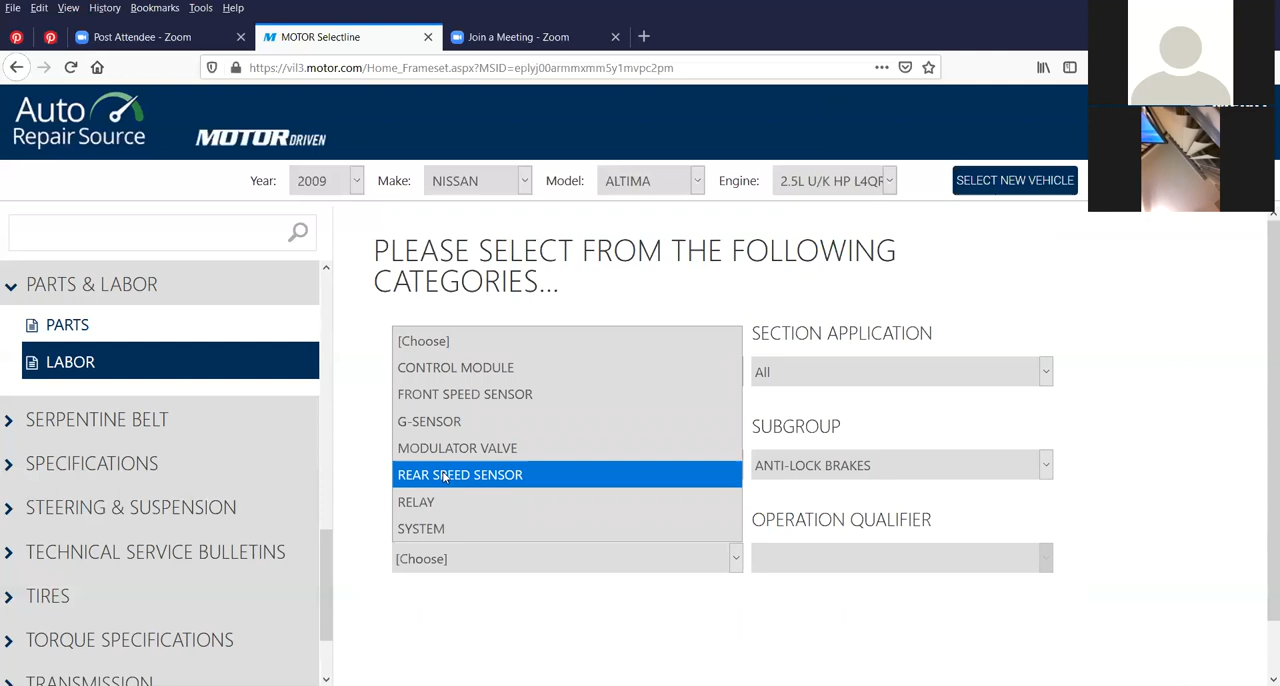 File Edit View History Bookmarks Tools Help
Post Attendee - Zoom
MOTOR Selectline
Join a Meeting - Zoom
https://vil3.motor.com/Home_Frameset.aspx?MSID=eplyj00armmxmm5y1mvpc2pm
Auto
Repair Source
MOTOR DRIVEN
Year: 2009 Make: NISSAN Model: ALTIMA Engine: 2.5L U/K HP L4QF SELECT NEW VEHICLE
PLEASE SELECT FROM THE FOLLOWING
CATEGORIES...
PARTS & LABOR
PARTS
LABOR
SERPENTINE BELT
SPECIFICATIONS
STEERING & SUSPENSION
TECHNICAL SERVICE BULLETINS
TIRES
TORQUE SPECIFICATIONS
TRANSMISSION
[Choose]
CONTROL MODULE
FRONT SPEED SENSOR
G-SENSOR
MODULATOR VALVE
REAR SPEED SENSOR
RELAY
SYSTEM
[Choose]
SECTION APPLICATION
All
SUBGROUP
ANTI-LOCK BRAKES
OPERATION QUALIFIER